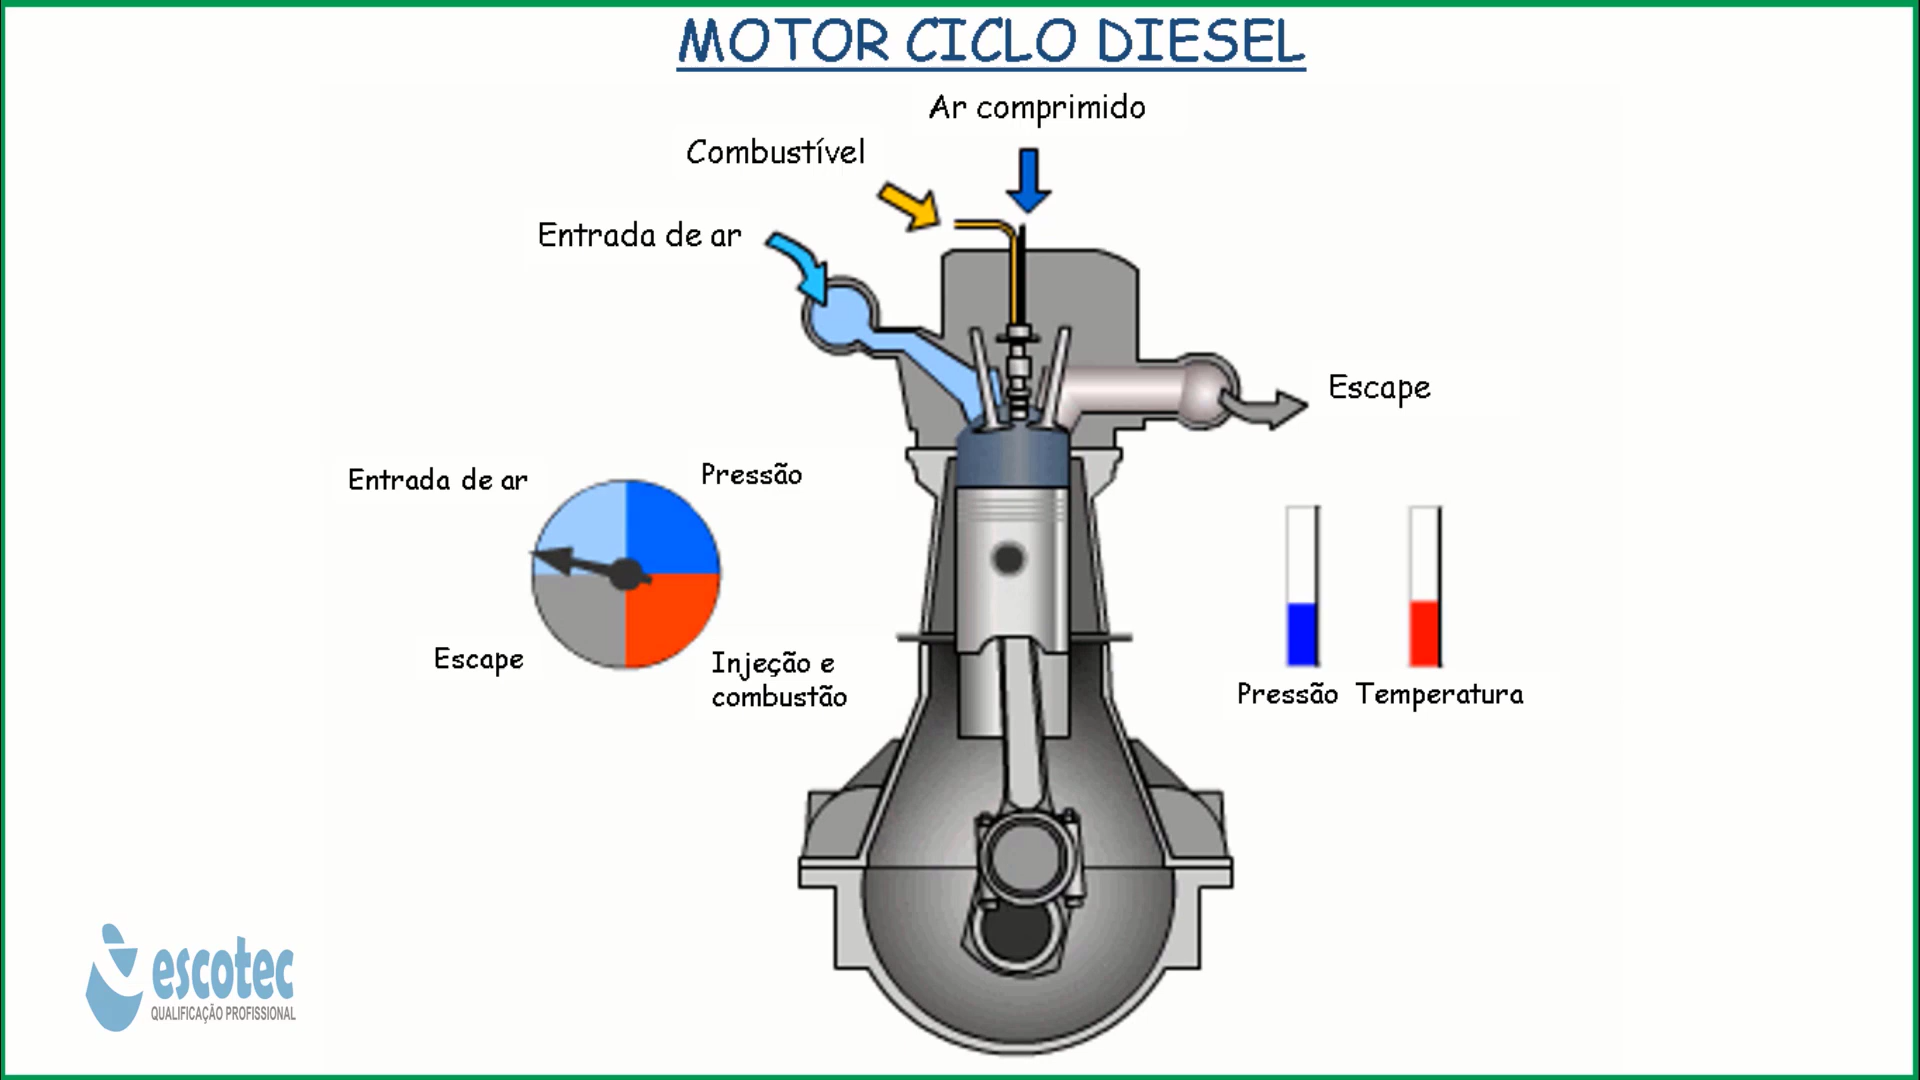 MOTOR CICLO DIESEL
Ar comprimido
Combustível
Entrada de ar
Escape
Entrada de ar
Pressão
Escape
Injeção e
combustão
Pressão
Temperatura
escotec
QUALIFICAÇÃO PROFISSIONAL